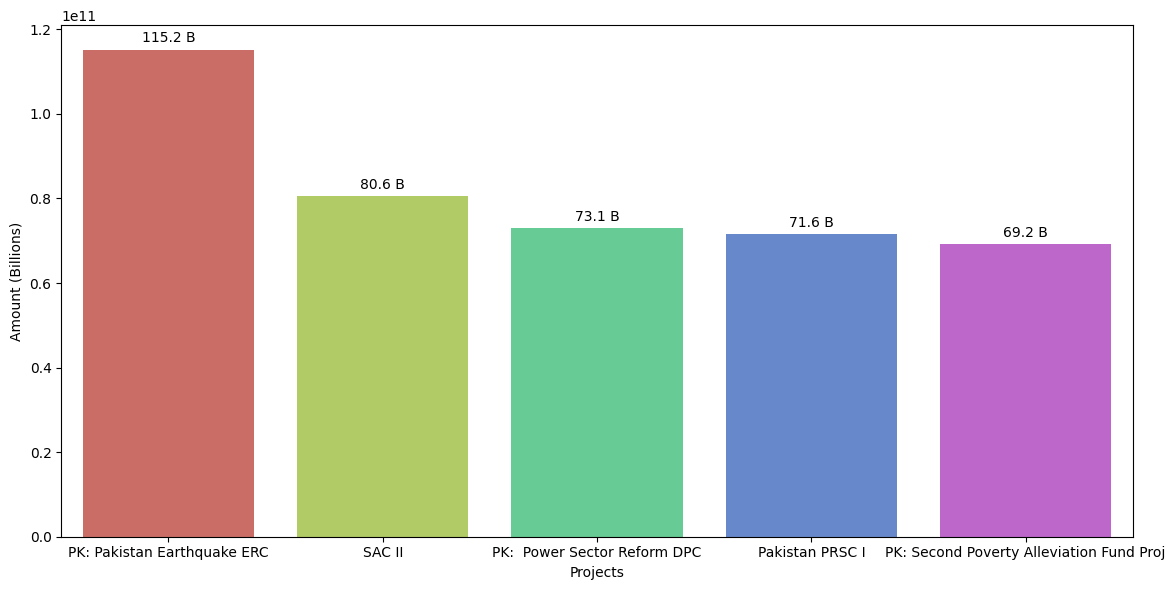 1e11
1.2
1.0
0.8
0.6
0.4
0.2
0.0
Amount (Billions)
115.2 B
80.6 B
73.1 B
71.6 B
69.2 B
PK: Pakistan Earthquake ERC
SAC II
PK:  Power Sector Reform DPC
Pakistan PRSC I
PK: Second Poverty Alleviation Fund Proj
Projects